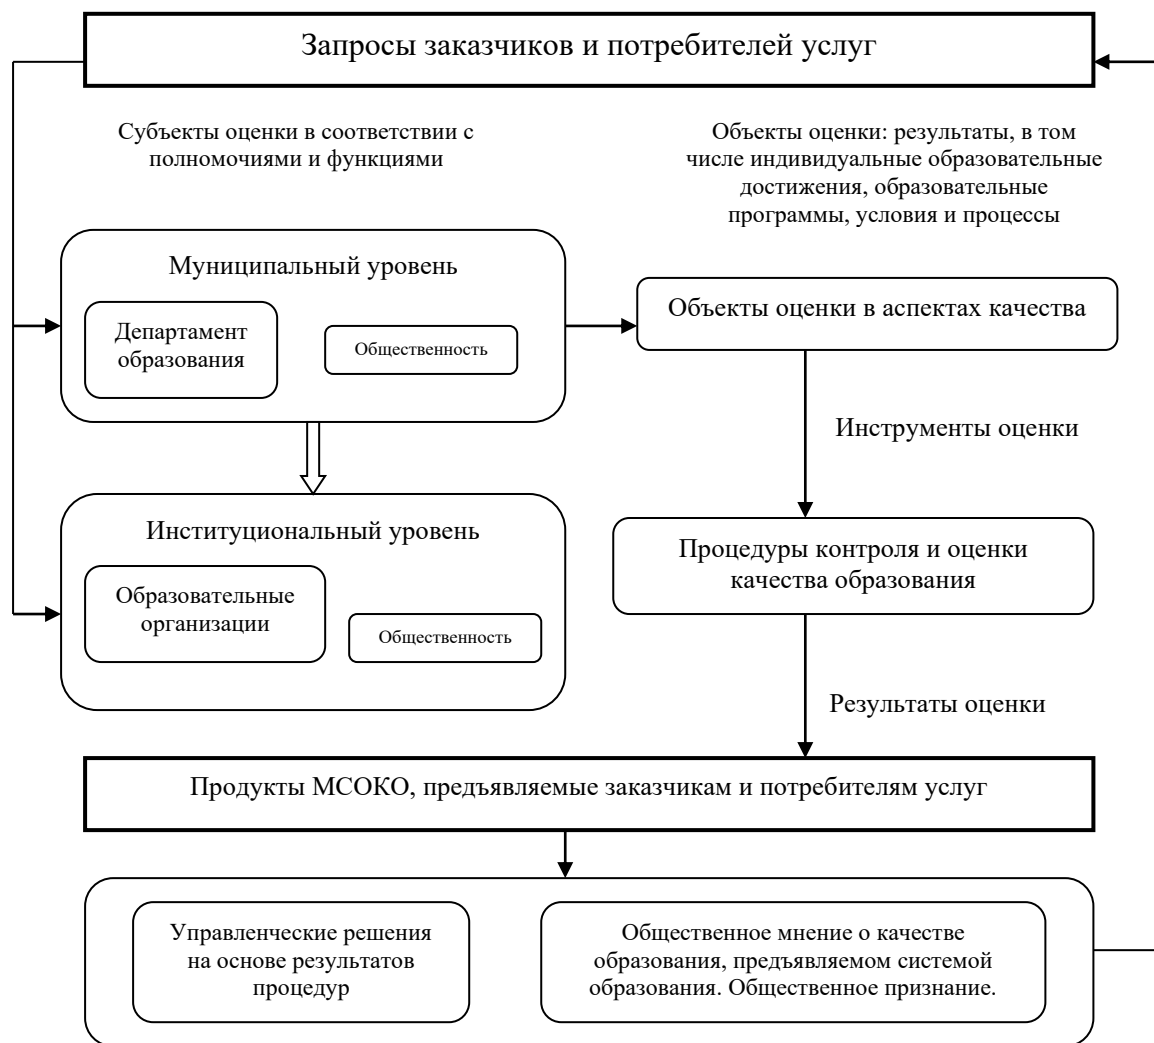 Запросы заказчиков и потребителей услуг
Субъекты оценки в соответствии с
полномочиями и функциями
Объекты оценки: результаты, в том
числе индивидуальные образовательные
достижения, образовательные
программы, условия и процессы
Муниципальный уровень
Департамент
образования
Общественность
Объекты оценки в аспектах качества
Инструменты оценки
Институциональный уровень
Образовательные
организации
Общественность
Процедуры контроля и оценки
качества образования
Результаты оценки
Продукты МСОКО, предъявляемые заказчикам и потребителям услуг
Управленческие решения
на основе результатов
процедур
Общественное мнение о качестве
образования, предъявляемом системой
образования. Общественное признание.